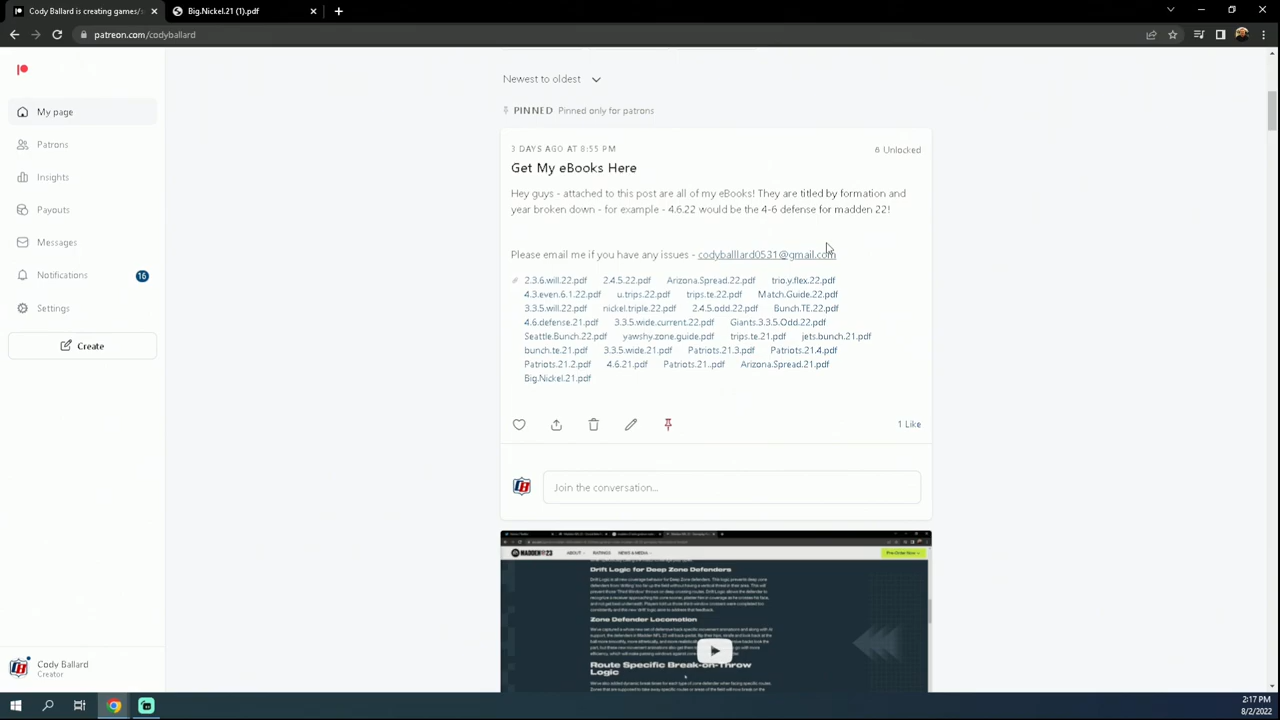 Cody Ballard is creating games/s
Big.Nickel.21 (1).pdf
patreon.com/codyballard
Newest to oldest
My page
PINNED Pinned only for patrons
Patrons
3 DAYS AGO AT 8:55 PM
Unlocked
Get My eBooks Here
Insights
Hey guys - attached to this post are all of my eBooks! They are titled by formation and
Payouts
year broken down - for example - 4.6.22 would be the 4-6 defense for madden 22!
Messages
Please email me if you have any issues - codyballlard0531@gmail.com
Notifications
16
2.3.6.will.22.pdf 2.4.5.22.pdf Arizona.Spread.22.pdf trio.y.flex.22.pdf
4.3.even.6.1.22.pdf u.trips.22.pdf trips.te.22.pdf Match.Guide.22.pdf
Settings
3.3.5.will.22.pdf nickel.triple.22.pdf 2.4.5.odd.22.pdf Bunch.TE.22.pdf
4.6.defense.21.pdf 3.3.5.wide.current.22.pdf Giants.3.3.5.Odd.22.pdf
Seattle.Bunch.22.pdf yawshy.zone.guide.pdf trips.te.21.pdf jets.bunch.21.pdf
Create
bunch.te.21.pdf 3.3.5.wide.21.pdf Patriots.21.3.pdf Patriots.21.4.pdf
Patriots.21.2.pdf 4.6.21.pdf Patriots.21..pdf Arizona.Spread.21.pdf
Big.Nickel.21.pdf
1 Like
Join the conversation...
MADDEN 23 ABOUT RATINGS NEWS & MEDIA Pre-Order Now
Drift Logic for Deep Zone Defenders
Zone Defender Locomotion
Route Specific Break-on-Throw
Logic
Cody Ballard
Creator
2:17 PM
8/2/2022